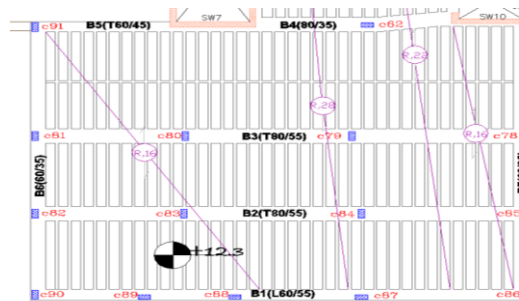 SW7
SW10
c91
B5(T60/45)
B4(80/35)
c62
R.22
R.28
c81
c80
B3(T80/55)
c79
R.16
c78
R.16
B6(60/35)
c82
c83
B2(T80/55)
c84
c85
+12.3
c90
c89
c88
B1(L60/55)
c87
c86